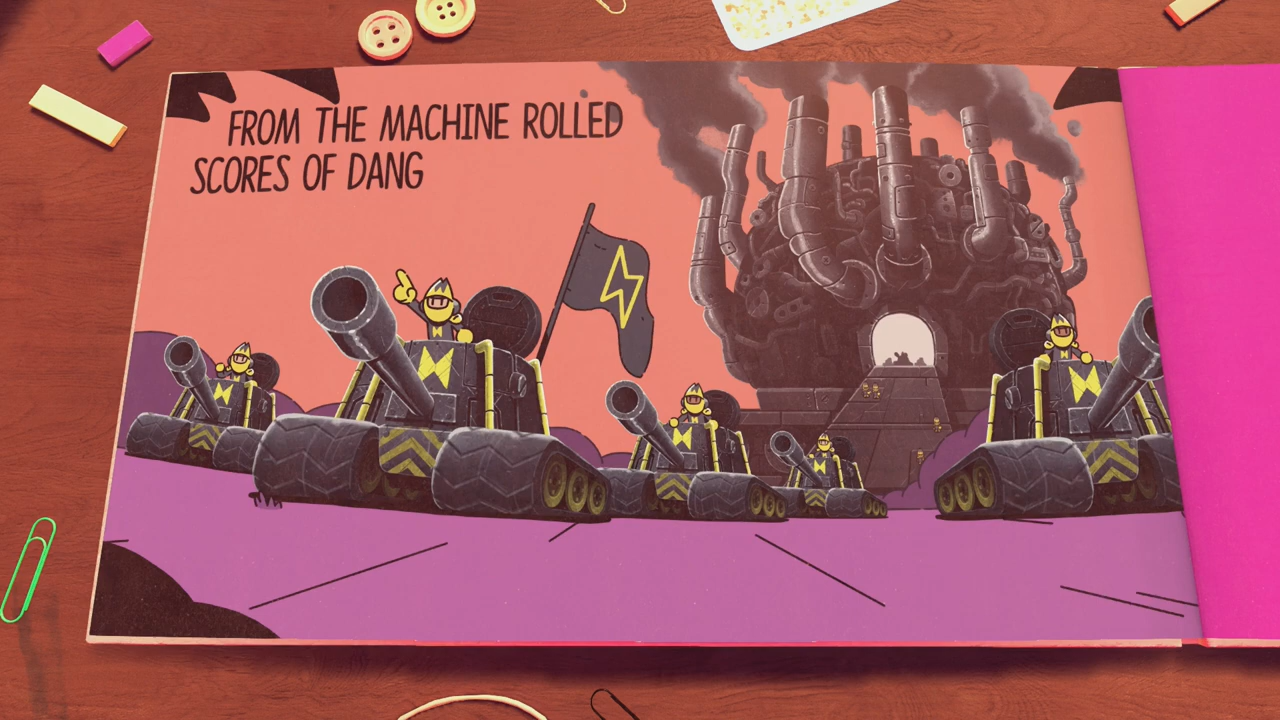 FROM THE MACHINE ROLLED
SCORES OF DANG